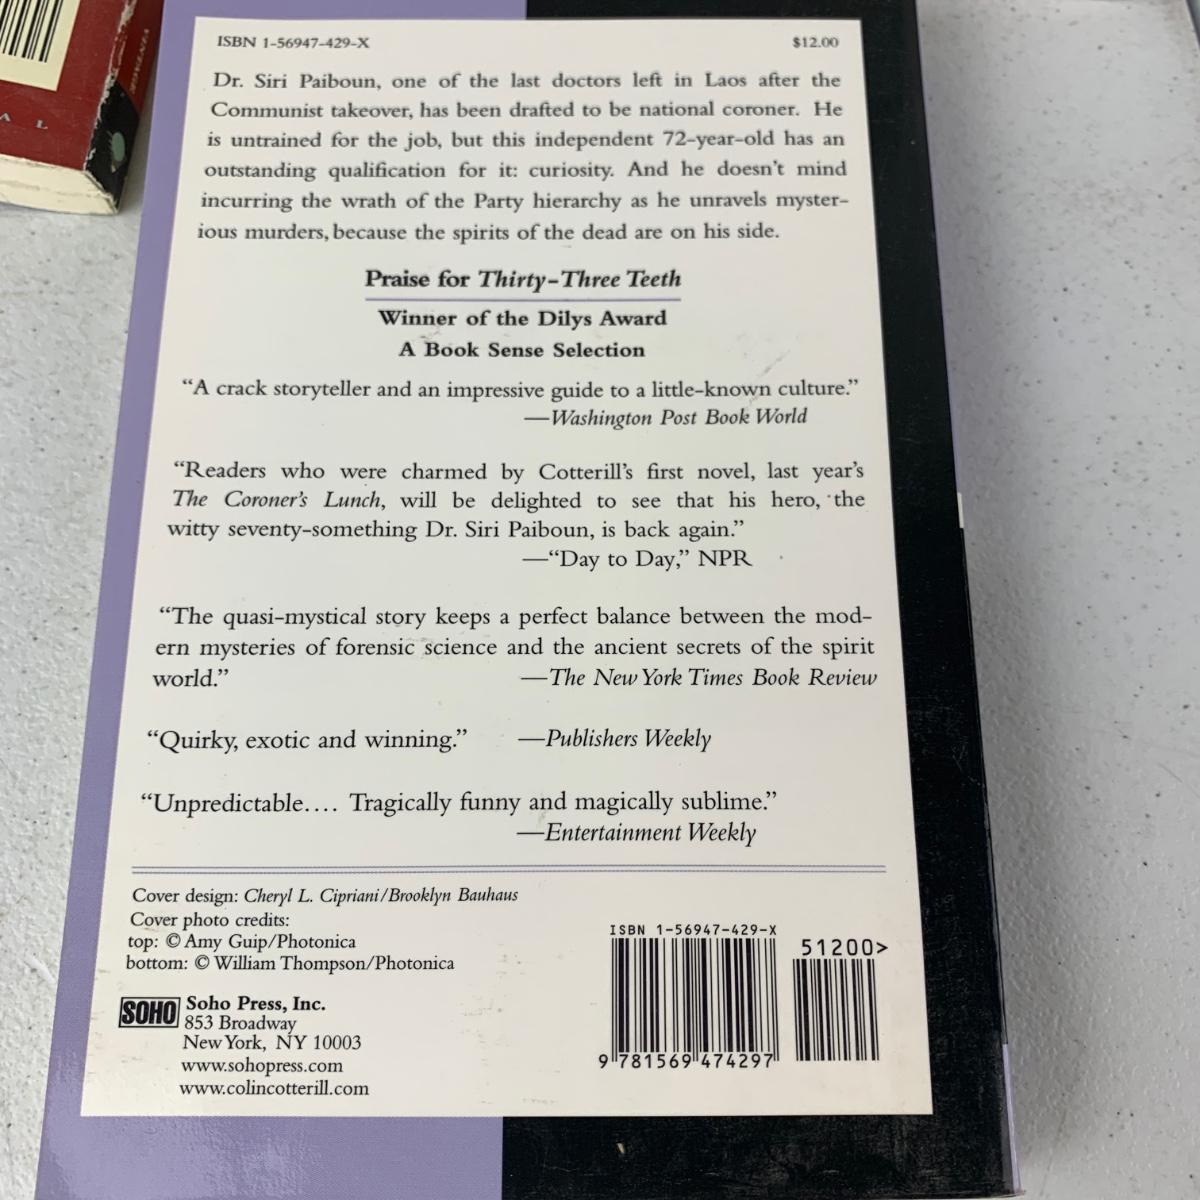 A L
VINTAGE
ISBN 1-56947-429-X
$12.00
Dr. Siri Paiboun, one of the last doctors left in Laos after the
Communist takeover, has been drafted to be national coroner. He
is untrained for the job, but this independent 72-year-old has an
outstanding qualification for it: curiosity. And he doesn't mind
incurring the wrath of the Party hierarchy as he unravels myster-
ious murders, because the spirits of the dead are on his side.
Praise for Thirty-Three Teeth
Winner of the Dilys Award
A Book Sense Selection
“A crack storyteller and an impressive guide to a little-known culture.”
—Washington Post Book World
“Readers who were charmed by Cotterill's first novel, last year's
The Coroner's Lunch, will be delighted to see that his hero, the
witty seventy-something Dr. Siri Paiboun, is back again.”
—“Day to Day,” NPR
“The quasi-mystical story keeps a perfect balance between the mod-
ern mysteries of forensic science and the ancient secrets of the spirit
world.” —The New York Times Book Review
“Quirky, exotic and winning.” —Publishers Weekly
“Unpredictable.... Tragically funny and magically sublime.”
—Entertainment Weekly
Cover design: Cheryl L. Cipriani/Brooklyn Bauhaus
Cover photo credits:
top: © Amy Guip/Photonica
bottom: © William Thompson/Photonica
SOHO
Soho Press, Inc.
853 Broadway
New York, NY 10003
www.sohopress.com
www.colincotterill.com
ISBN 1-56947-429-X
51200>
9 781569 474297